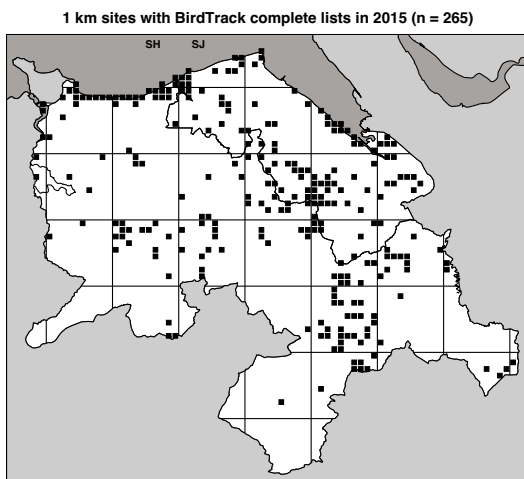 1 km sites with BirdTrack complete lists in 2015 (n = 265)
SH SJ